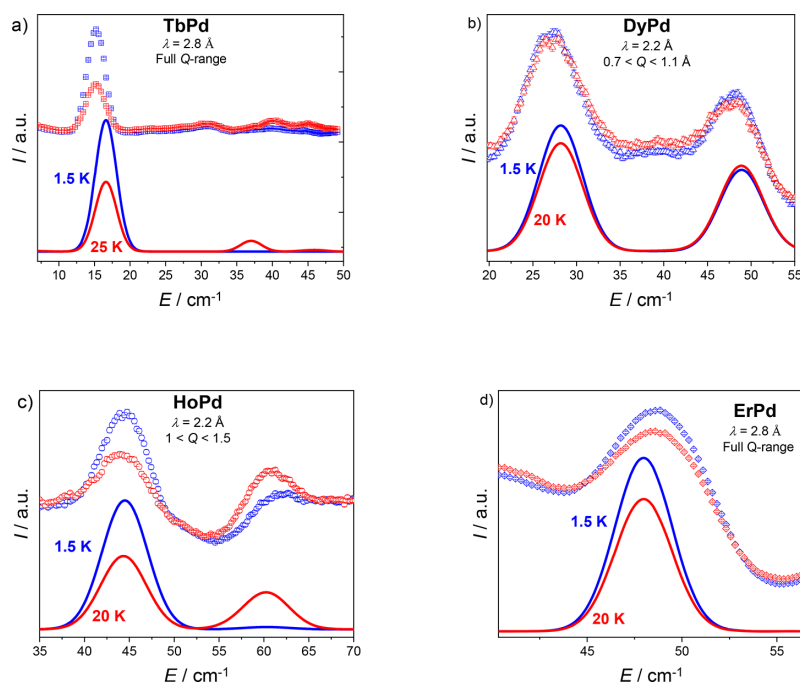 a)
TbPd
λ = 2.8 Å
Full Q-range
I / a.u.
1.5 K
25 K
10 15 20 25 30 35 40 45 50
E / cm⁻¹
b)
DyPd
λ = 2.2 Å
0.7 < Q < 1.1 Å
I / a.u.
1.5 K
20 K
20 25 30 35 40 45 50 55
E / cm⁻¹
c)
HoPd
λ = 2.2 Å
1 < Q < 1.5
I / a.u.
1.5 K
20 K
35 40 45 50 55 60 65 70
E / cm⁻¹
d)
ErPd
λ = 2.8 Å
Full Q-range
I / a.u.
1.5 K
20 K
45 50 55
E / cm⁻¹